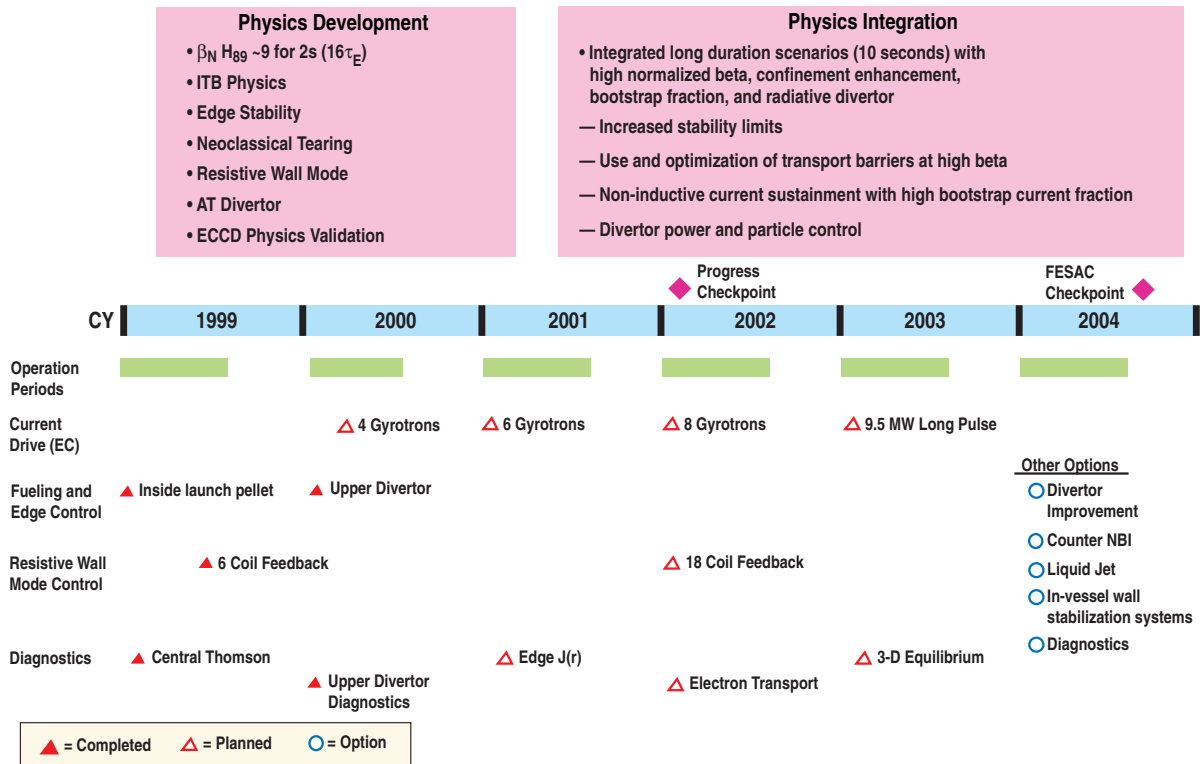 Physics Development
• βN H89 ~9 for 2s (16τE)
• ITB Physics
• Edge Stability
• Neoclassical Tearing
• Resistive Wall Mode
• AT Divertor
• ECCD Physics Validation
Physics Integration
• Integrated long duration scenarios (10 seconds) with
high normalized beta, confinement enhancement,
bootstrap fraction, and radiative divertor
— Increased stability limits
— Use and optimization of transport barriers at high beta
— Non-inductive current sustainment with high bootstrap current fraction
— Divertor power and particle control
Progress
Checkpoint
FESAC
Checkpoint
CY 1999 2000 2001 2002 2003 2004
Operation
Periods
Current
Drive (EC)
4 Gyrotrons
6 Gyrotrons
8 Gyrotrons
9.5 MW Long Pulse
Fueling and
Edge Control
Inside launch pellet
Upper Divertor
Resistive Wall
Mode Control
6 Coil Feedback
18 Coil Feedback
Other Options
Divertor
Improvement
Counter NBI
Liquid Jet
In-vessel wall
stabilization systems
Diagnostics
Diagnostics
Central Thomson
Upper Divertor
Diagnostics
Edge J(r)
Electron Transport
3-D Equilibrium
= Completed
= Planned
= Option